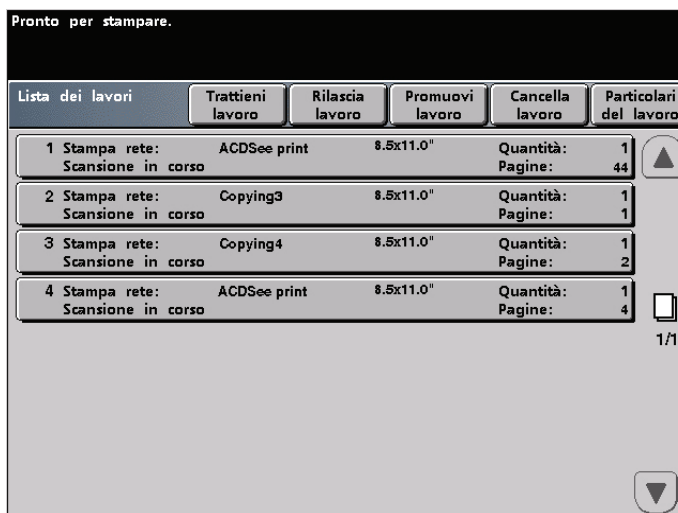 Pronto per stampare.
Lista dei lavori
Trattieni lavoro
Rilascia lavoro
Promuovi lavoro
Cancella lavoro
Particolari del lavoro
1 Stampa rete: ACDSee print 8.5x11.0" Quantità: 1
Scansione in corso Pagine: 44
2 Stampa rete: Copying3 8.5x11.0" Quantità: 1
Scansione in corso Pagine: 1
3 Stampa rete: Copying4 8.5x11.0" Quantità: 1
Scansione in corso Pagine: 2
4 Stampa rete: ACDSee print 8.5x11.0" Quantità: 1
Scansione in corso Pagine: 4
1/1